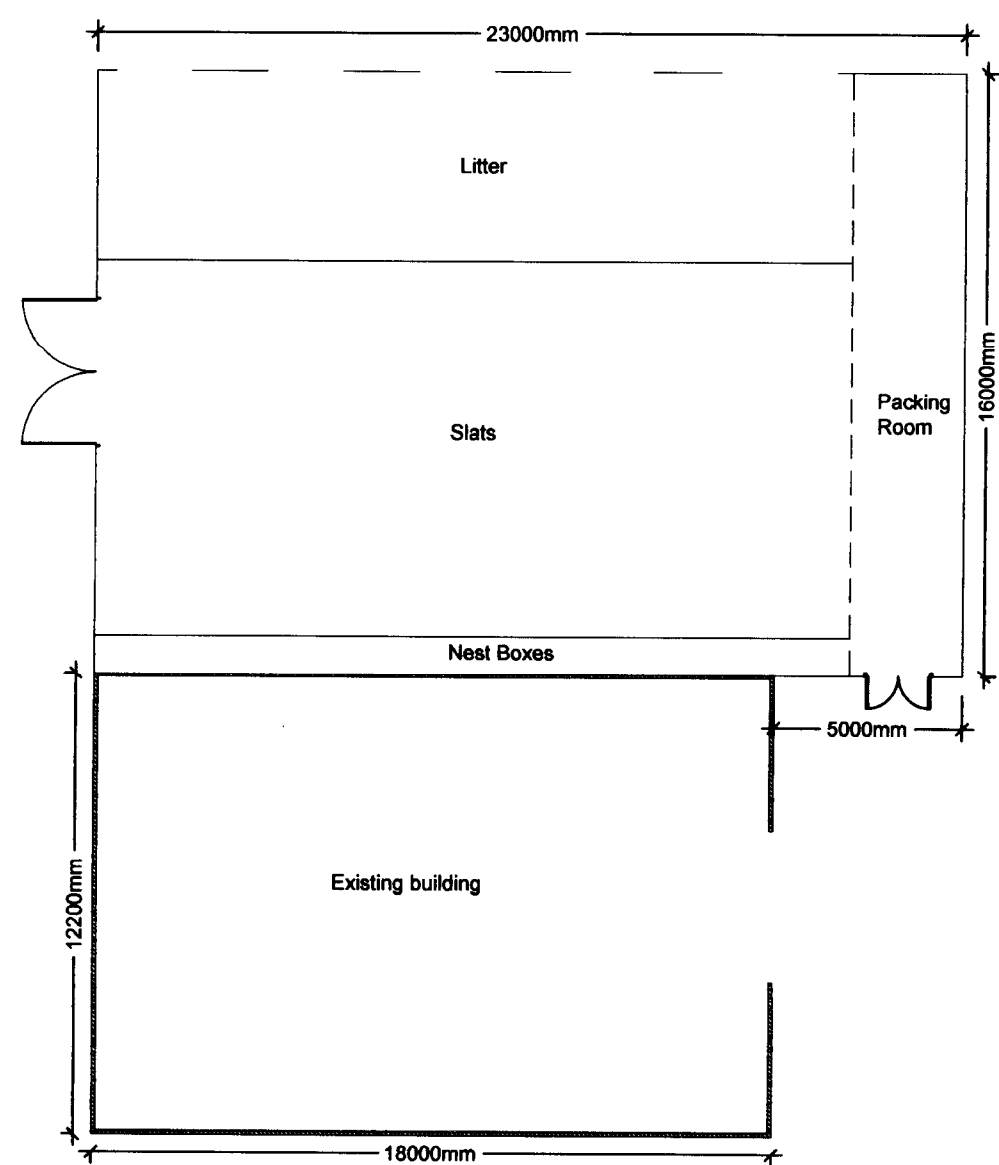 23000mm
Litter
16000mm
Packing
Room
Slats
Nest Boxes
5000mm
Existing building
12200mm
18000mm